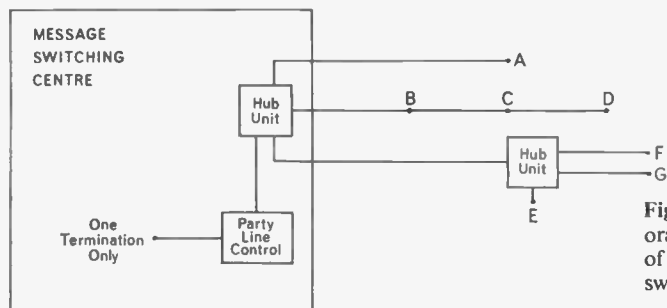 MESSAGE
SWITCHING
CENTRE
A
Hub
Unit
B
C
D
Hub
Unit
F
G
E
One
Termination
Only
Party
Line
Control
Fig
ora
of
sw